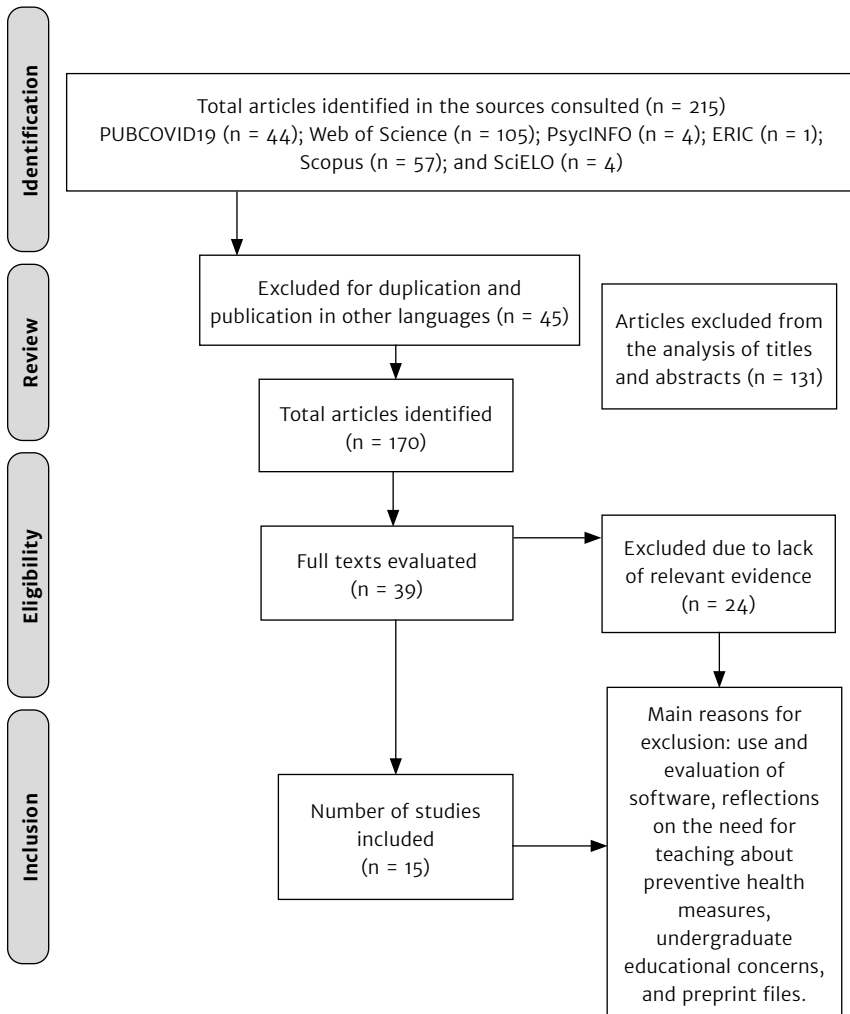 Identification
Total articles identified in the sources consulted (n = 215)
PUBCOVID19 (n = 44); Web of Science (n = 105); PsycINFO (n = 4); ERIC (n = 1);
Scopus (n = 57); and SciELO (n = 4)
Review
Excluded for duplication and
publication in other languages (n = 45)
Articles excluded from
the analysis of titles
and abstracts (n = 131)
Total articles identified
(n = 170)
Eligibility
Full texts evaluated
(n = 39)
Excluded due to lack
of relevant evidence
(n = 24)
Inclusion
Number of studies
included
(n = 15)
Main reasons for
exclusion: use and
evaluation of
software, reflections
on the need for
teaching about
preventive health
measures,
undergraduate
educational concerns,
and preprint files.